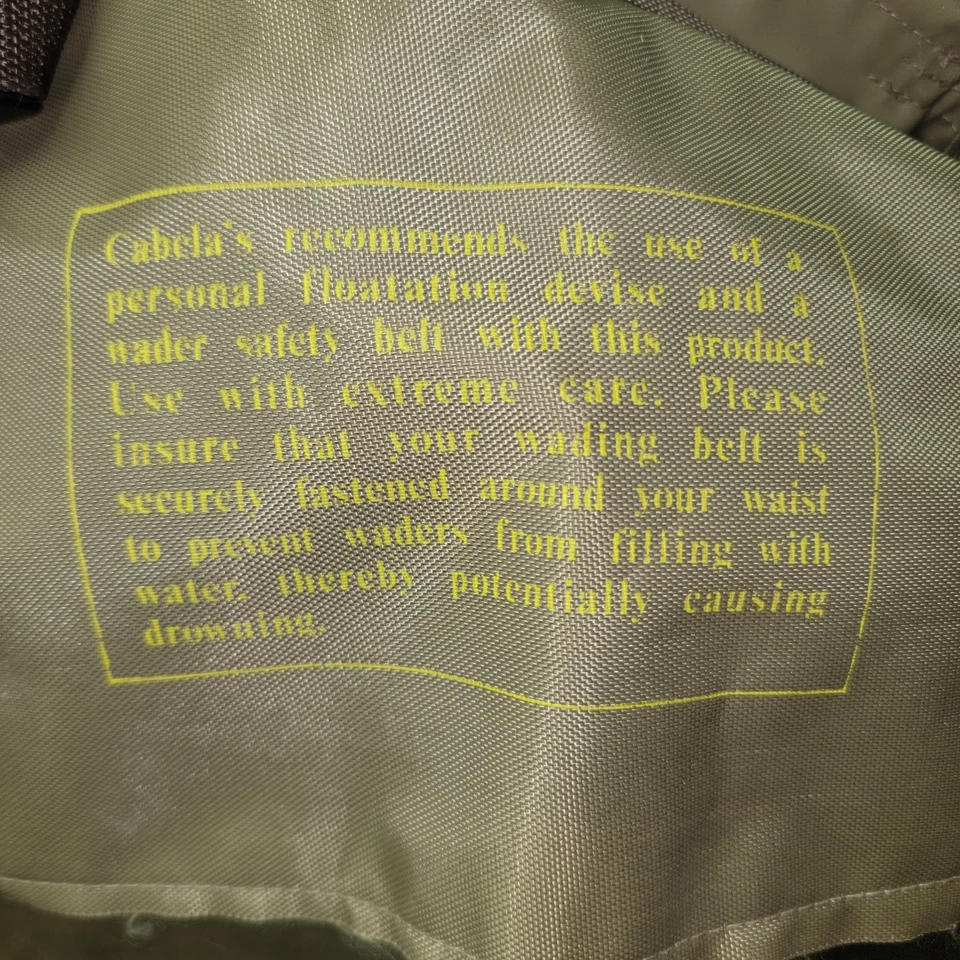 Cabela's recommends the use of a
personal floatation devise and a
wader safety belt with this product.
Use with extreme care. Please
insure that your wading belt is
securely fastened around your waist
to prevent waders from filling with
water, thereby potentially causing
drowning.